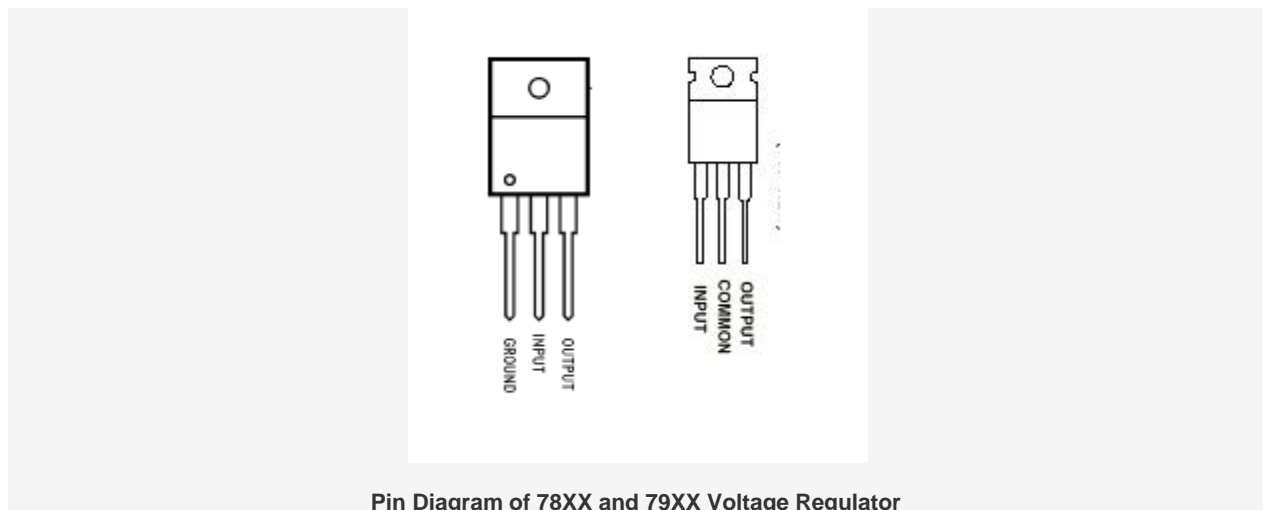 GROUND
INPUT
OUTPUT
INPUT
COMMON
OUTPUT
Pin Diagram of 78XX and 79XX Voltage Regulator